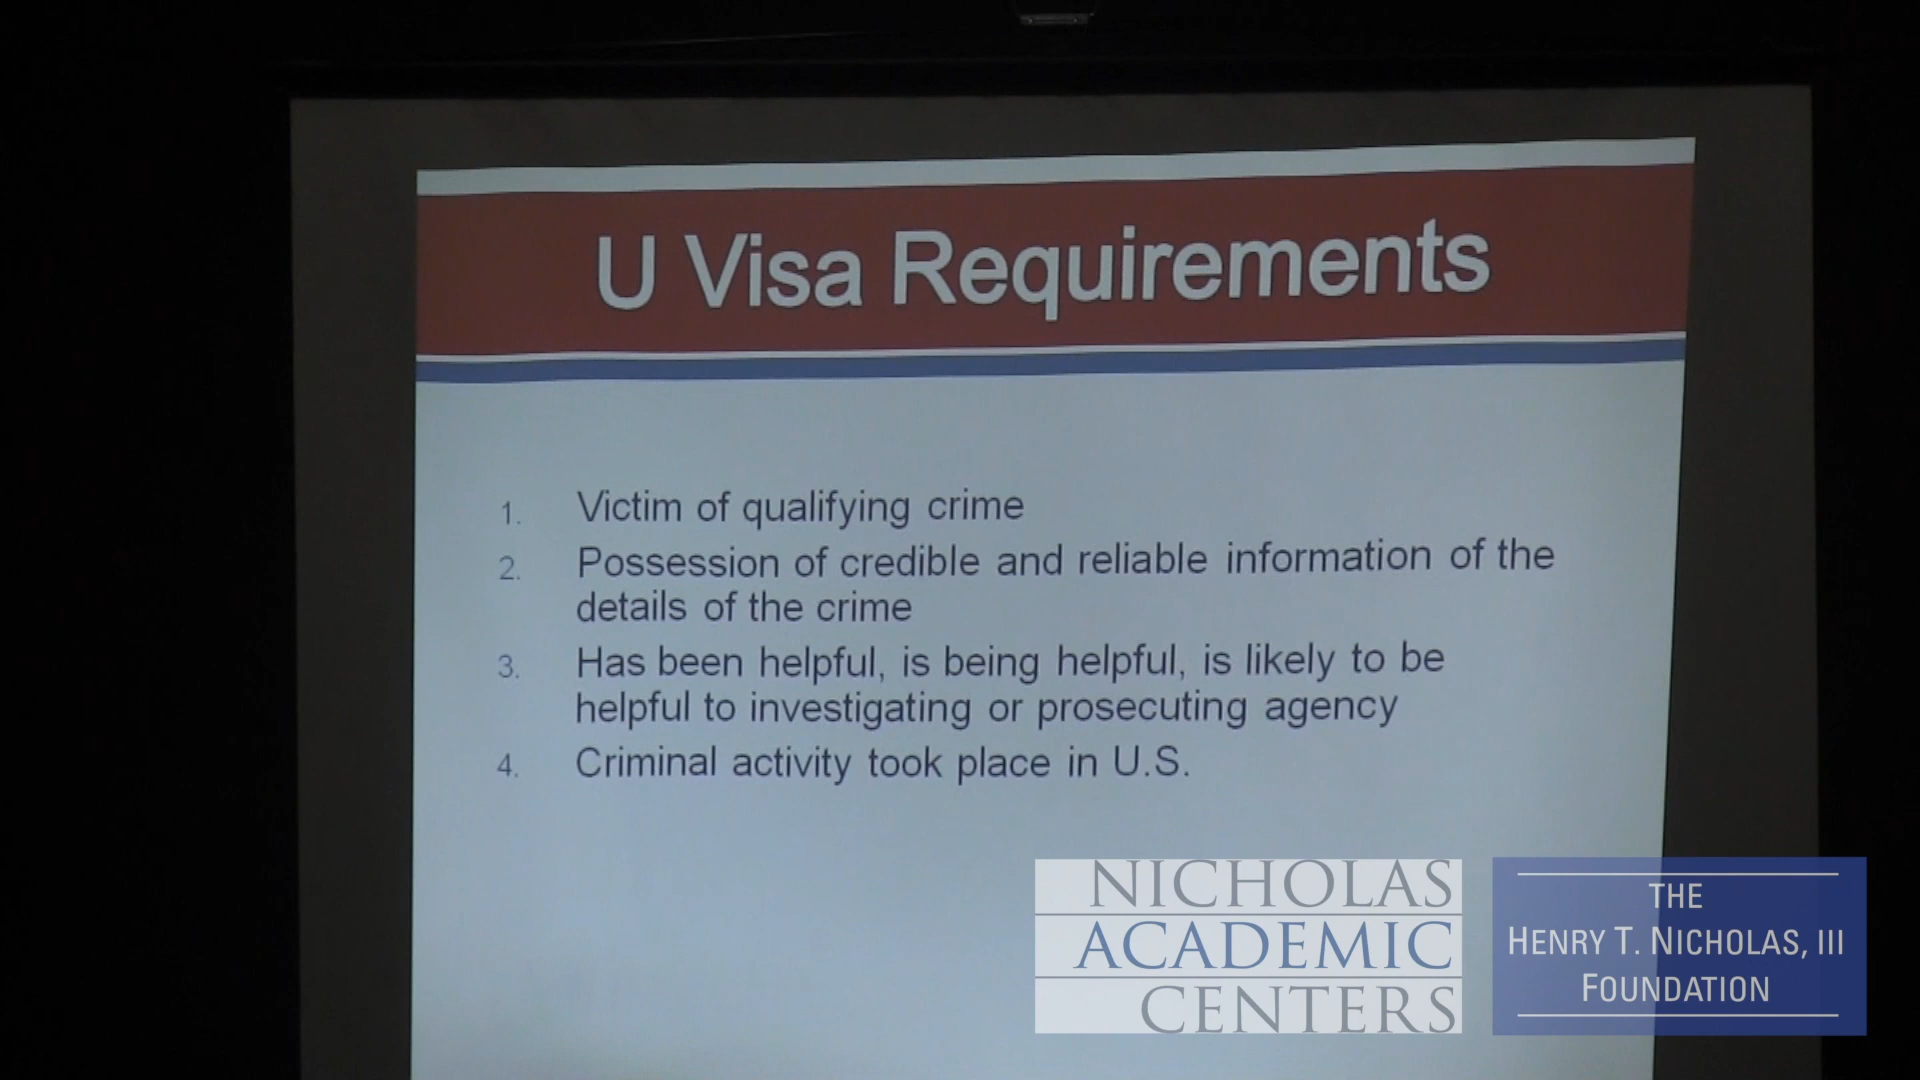 U Visa Requirements
1. Victim of qualifying crime
2. Possession of credible and reliable information of the
details of the crime
3. Has been helpful, is being helpful, is likely to be
helpful to investigating or prosecuting agency
4. Criminal activity took place in U.S.
NICHOLAS
ACADEMIC
CENTERS
THE
HENRY T. NICHOLAS, III
FOUNDATION